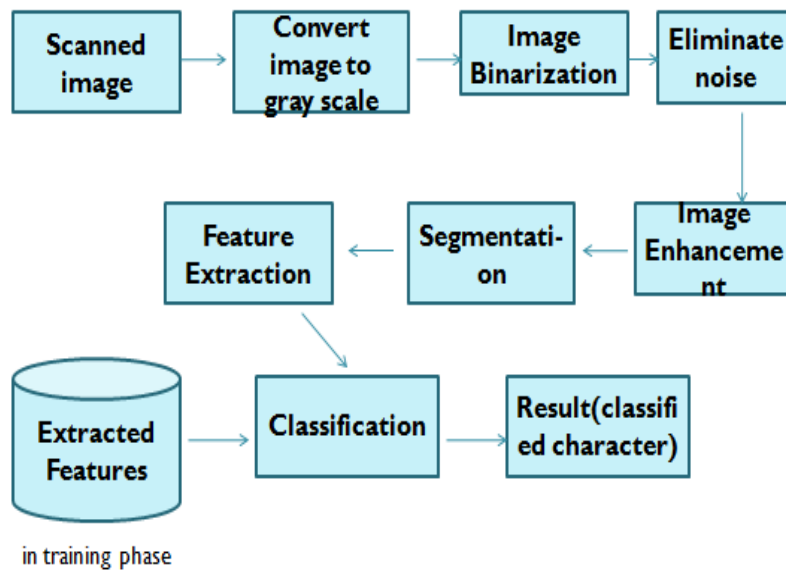 Scanned
image
Convert
image to
gray scale
Image
Binarization
Eliminate
noise
Feature
Extraction
Segmentati-
on
Image
Enhanceme
nt
Extracted
Features
Classification
Result(classifi
ed character)
in training phase